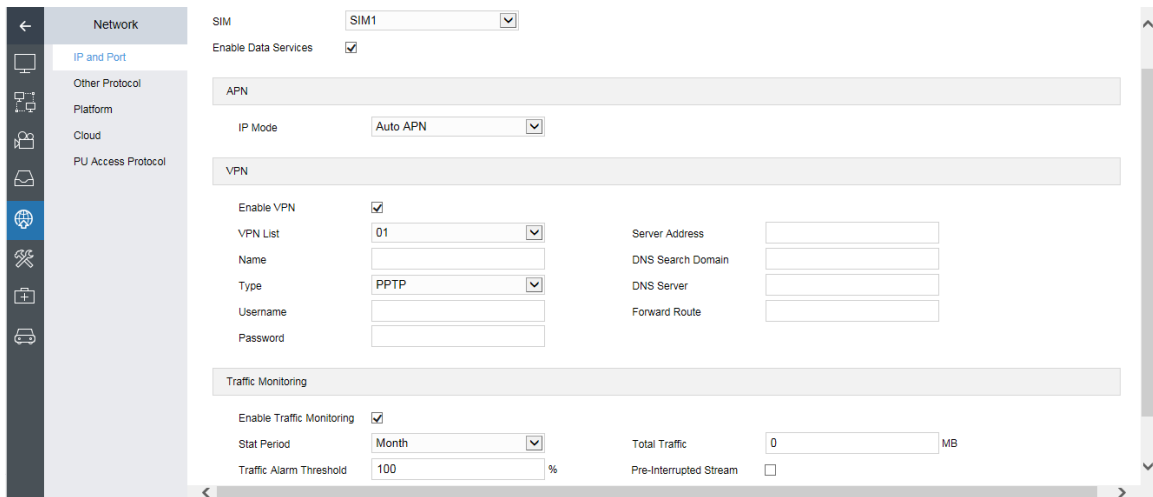 Network
IP and Port
Other Protocol
Platform
Cloud
PU Access Protocol
SIM SIM1
Enable Data Services
APN
IP Mode Auto APN
VPN
Enable VPN
VPN List 01 Server Address
Name DNS Search Domain
Type PPTP DNS Server
Username Forward Route
Password
Traffic Monitoring
Enable Traffic Monitoring
Stat Period Month Total Traffic 0 MB
Traffic Alarm Threshold 100 % Pre-Interrupted Stream